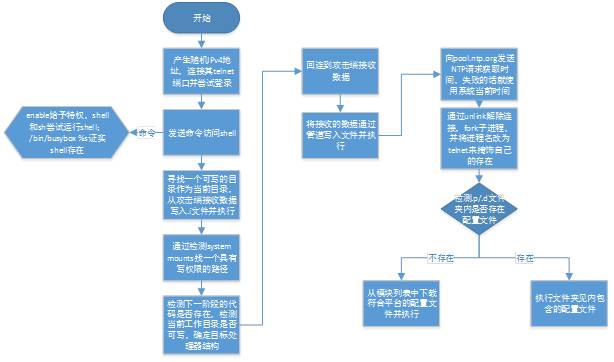 开始
产生随机IPv4地
址，连接其telnet
端口并尝试登录
enable给予特权，shell
和sh尝试运行shell；
/bin/busybox %s证实
shell存在
命令
发送命令访问shell
寻找一个可写的目
录作为当前目录，
从攻击端接收数据
写入./文件并执行
通过检测system
mounts找一个具有
写权限的路径
检测下一阶段的代
码是否存在，检测
当前工作目录是否
可写，确定目标处
理器结构
回连到攻击端接收
数据
将接收的数据通过
管道写入文件并执
行
向pool.ntp.org发送
NTP请求获取时
间，失败的话就使
用系统当前时间
通过unlink解除连
接，fork子进程，
并将进程名改为
telnet来掩饰自己
的存在
检测.p/.d文件
夹内是否存在
配置文件
不存在
存在
从模块列表中下载
符合平台的配置文
件并执行
执行文件夹见内包
含的配置文件